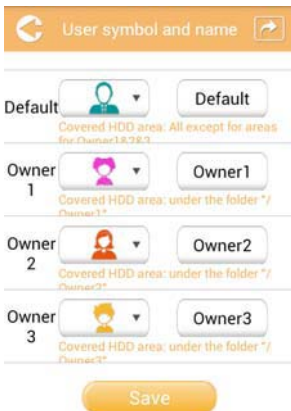 User symbol and name
Default
Default
Covered HDD area: All except for areas
for Owner1&2&3
Owner
1
Owner1
Covered HDD area: under the folder "/
Owner1"
Owner
2
Owner2
Covered HDD area: under the folder "/
Owner2"
Owner
3
Owner3
Covered HDD area: under the folder "/
Owner3"
Save